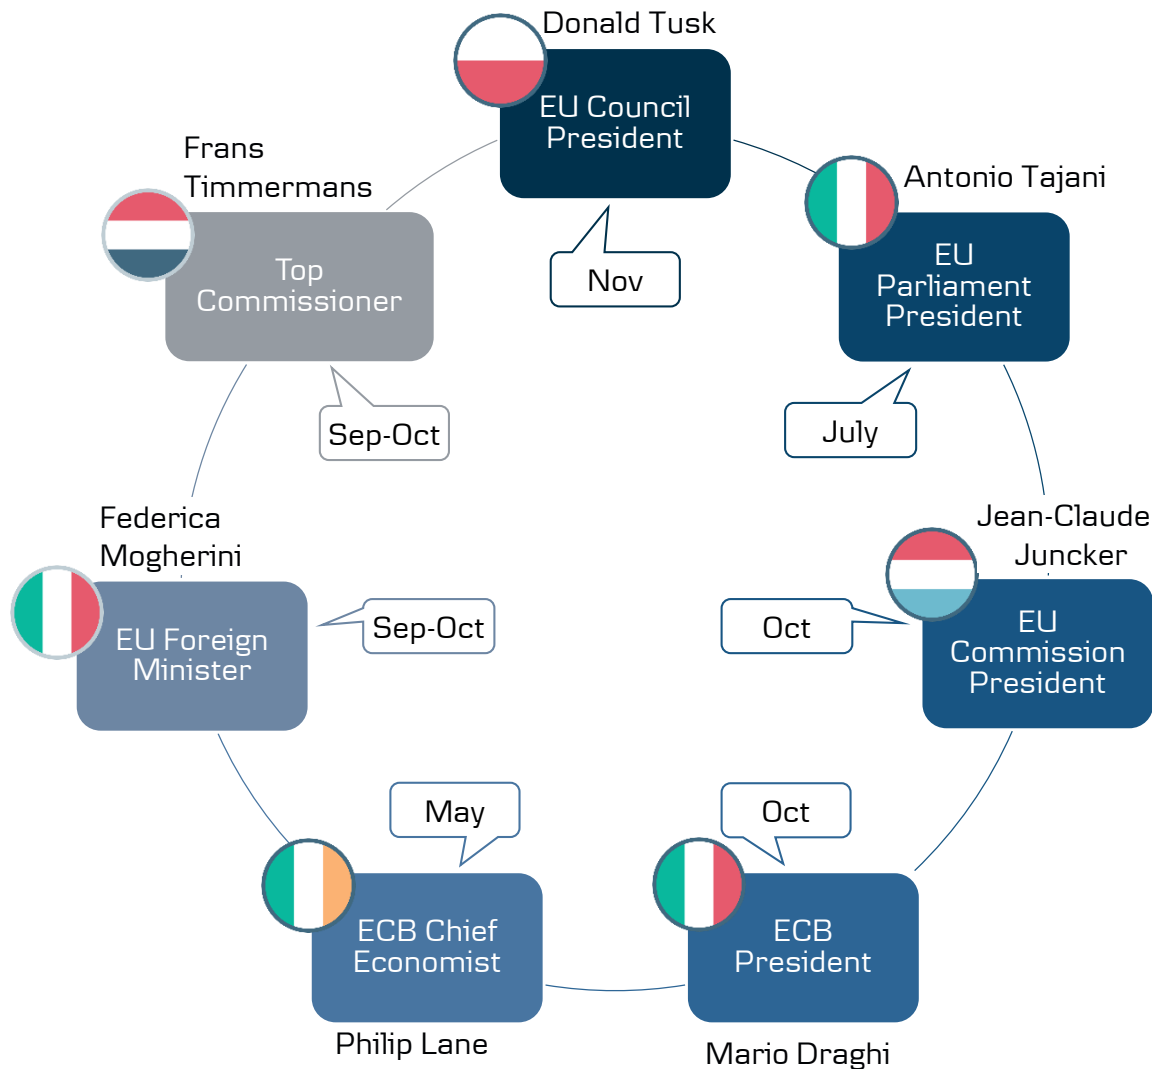 Donald Tusk
EU Council
President
Nov
Antonio Tajani
EU
Parliament
President
July
Jean-Claude
Juncker
EU
Commission
President
Oct
ECB
President
Oct
Mario Draghi
ECB Chief
Economist
May
Philip Lane
Federica
Mogherini
EU Foreign
Minister
Sep-Oct
Frans
Timmermans
Top
Commissioner
Sep-Oct